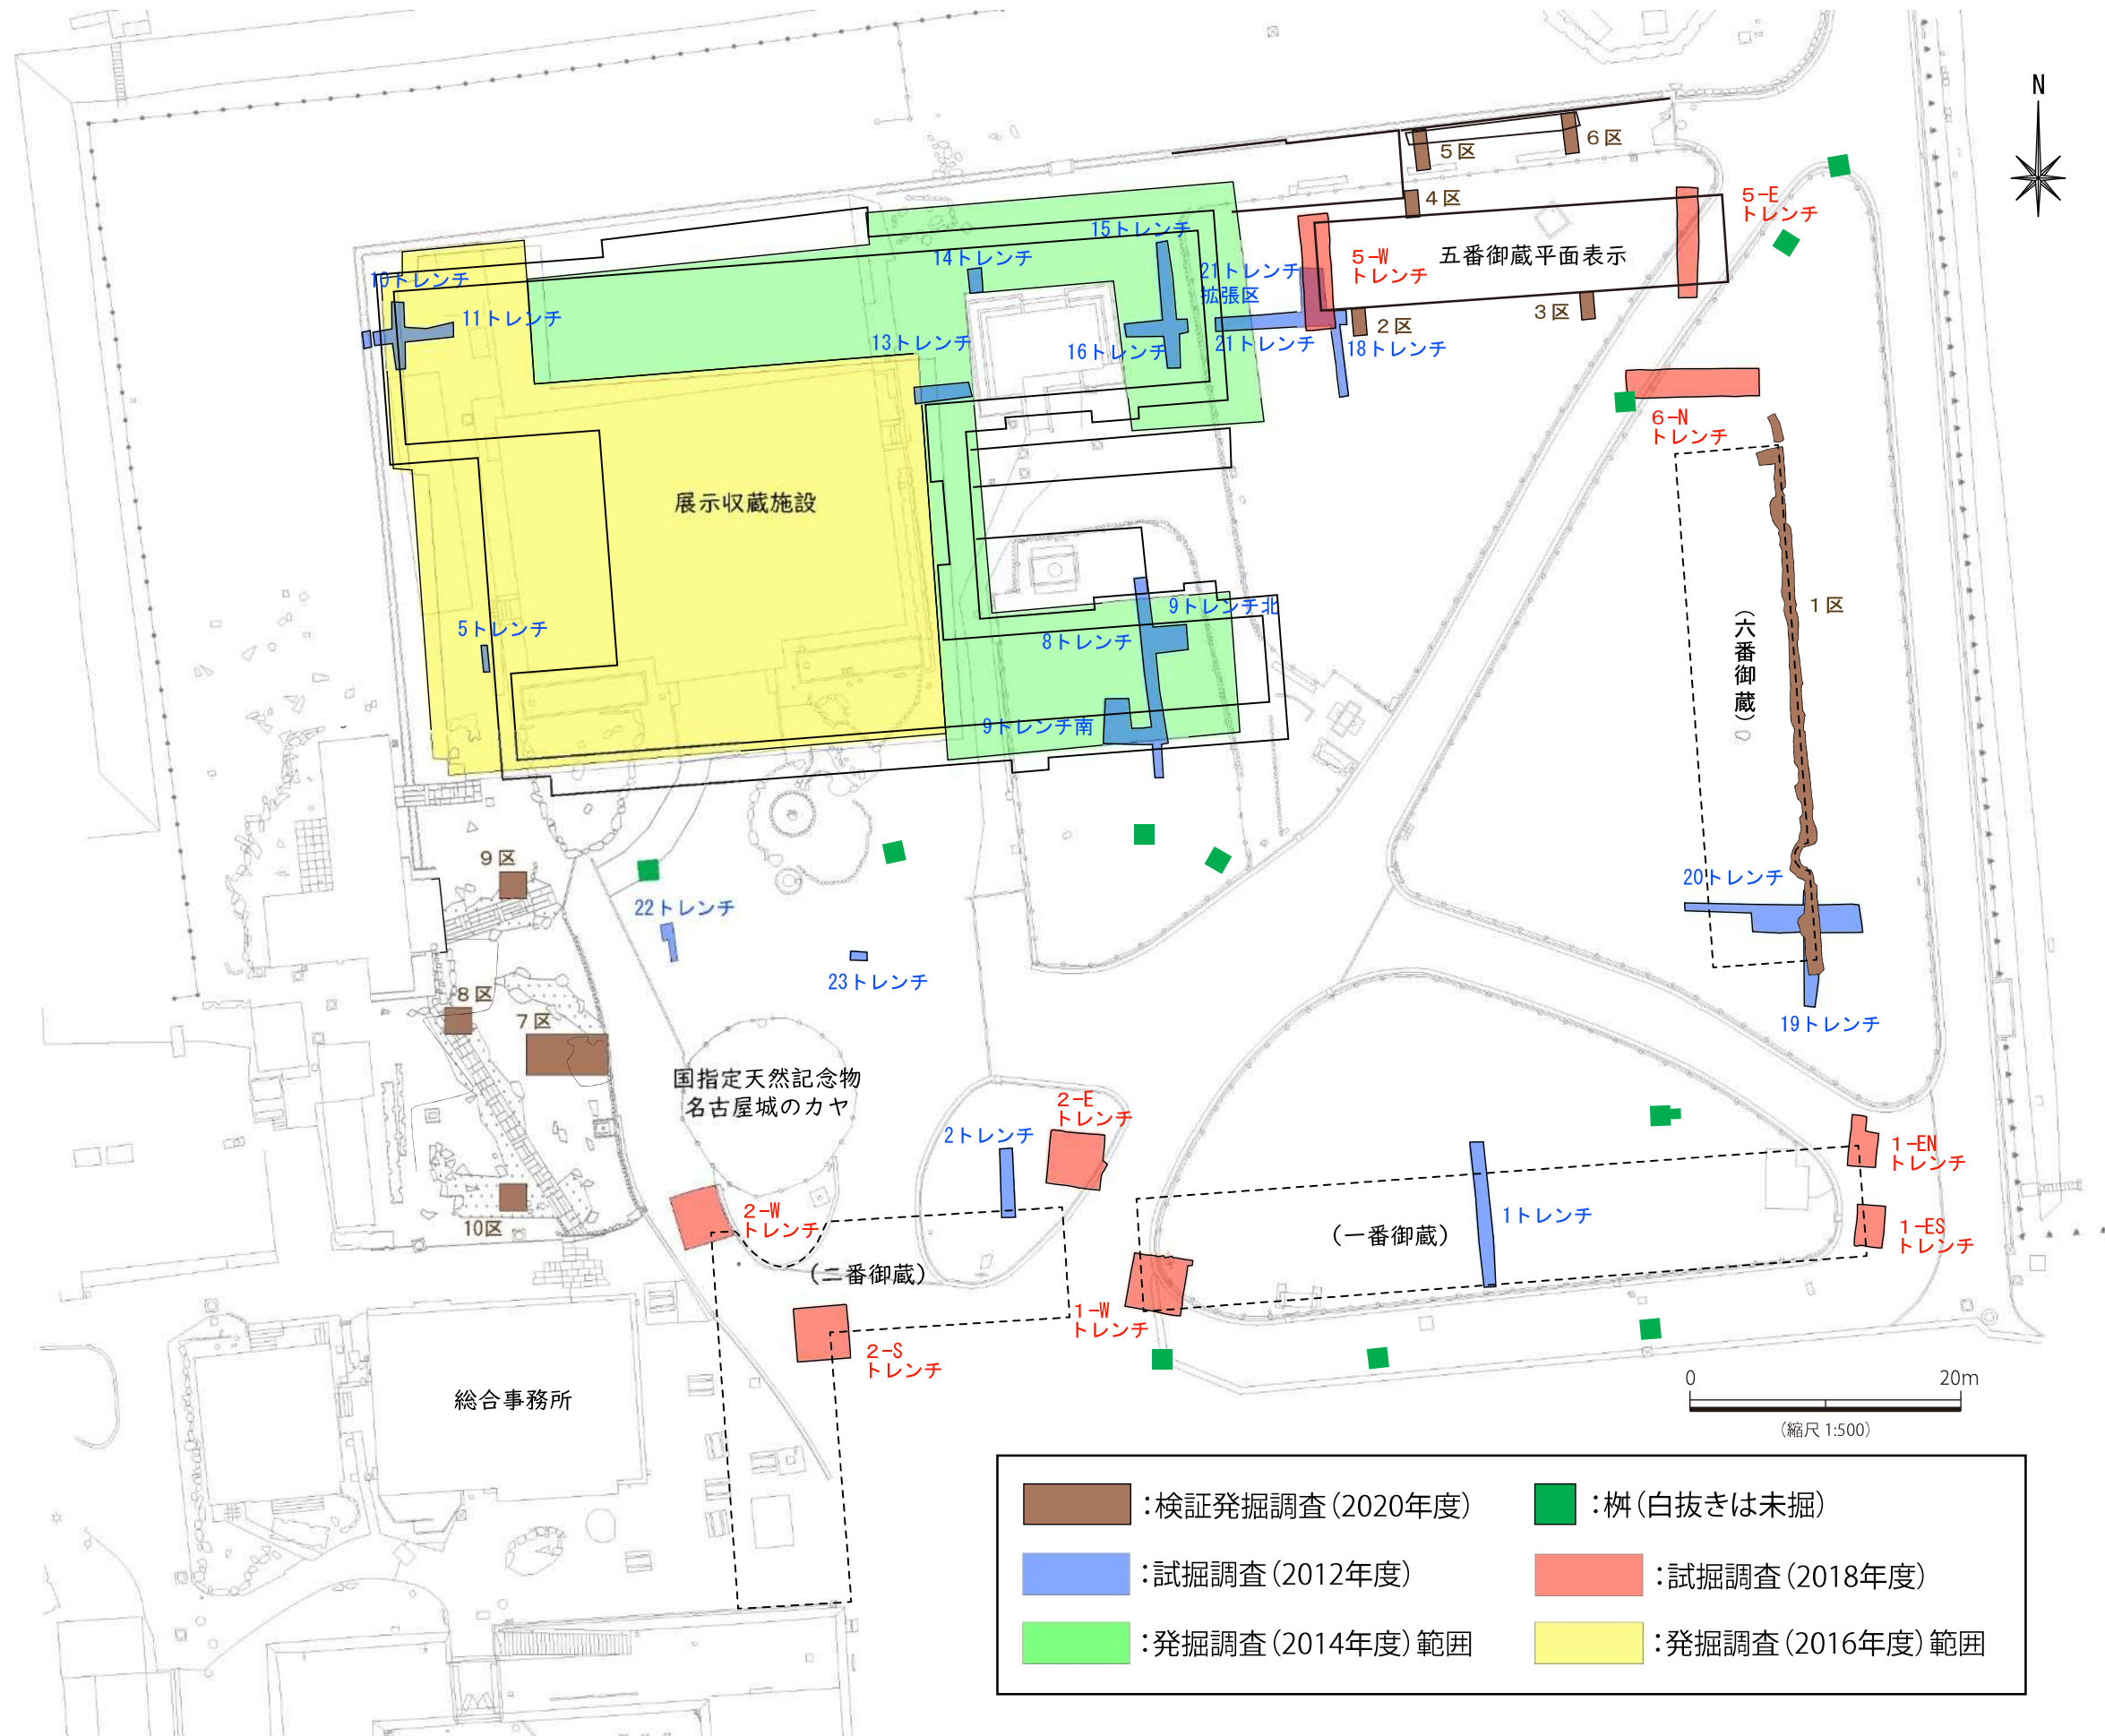 N
6区
5区
4区
5-E
トレンチ
15トレンチ
14トレンチ
21トレンチ
拡張区
5-W
トレンチ
五番御蔵平面表示
10トレンチ
11トレンチ
13トレンチ
16トレンチ
21トレンチ
2区
3区
18トレンチ
6-N
トレンチ
展示収蔵施設
1区
5トレンチ
8トレンチ
9トレンチ北
(六番御蔵)
9トレンチ南
9区
22トレンチ
20トレンチ
23トレンチ
8区
7区
19トレンチ
国指定天然記念物
名古屋城のカヤ
2-E
トレンチ
2トレンチ
1-EN
トレンチ
10区
2-W
トレンチ
1トレンチ
(一番御蔵)
1-ES
トレンチ
(二番御蔵)
1-W
トレンチ
2-S
トレンチ
総合事務所
0 20m
(縮尺 1:500)
:検証発掘調査(2020年度)
:桝(白抜きは未掘)
:試掘調査(2012年度)
:試掘調査(2018年度)
:発掘調査(2014年度)範囲
:発掘調査(2016年度)範囲